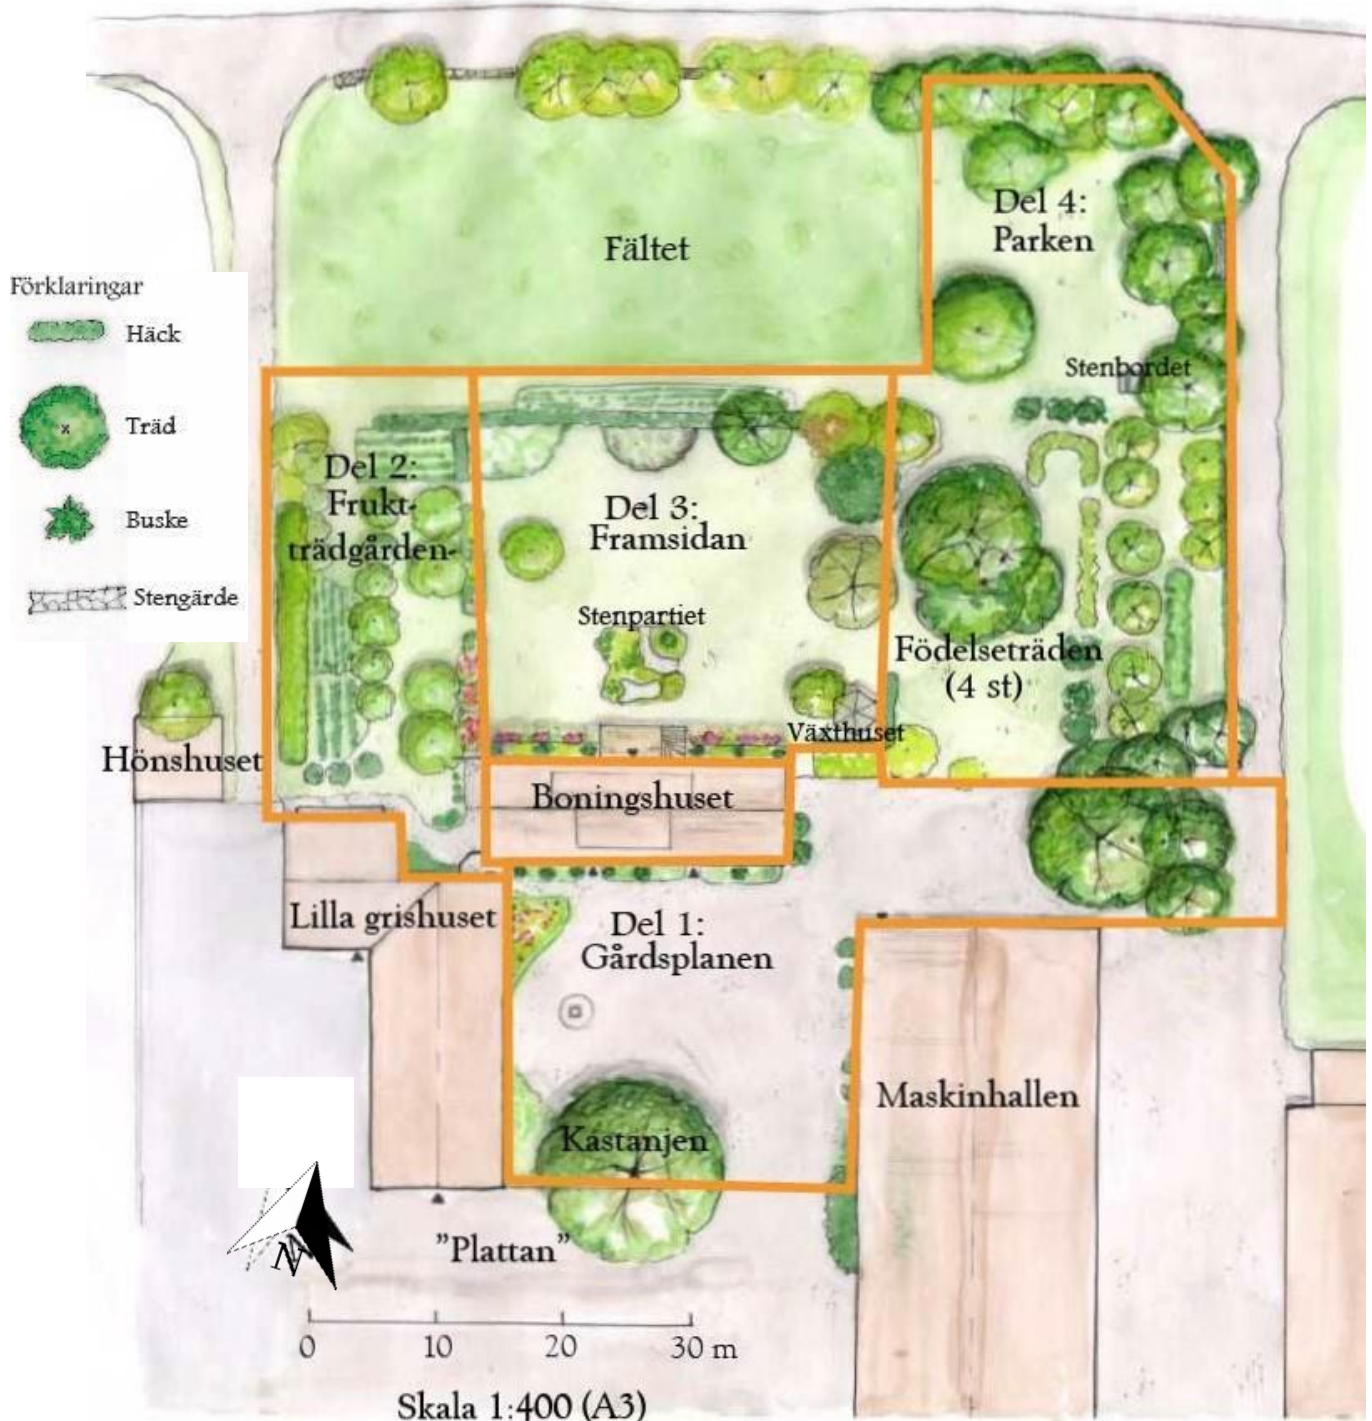 Fältet
Del 4:
Parken
Förklaringar
Häck
Träd
Buske
Stengärde
Stenbordet
Del 2:
Frukt-
trädgården-
Del 3:
Framsidan
Stenpartiet
Födelseträden
(4 st)
Växthuset
Hönshuset
Boningshuset
Lilla grishuset
Del 1:
Gårdsplanen
Maskinhallen
Kastanjen
N
"Plattan"
0 10 20 30 m
Skala 1:400 (A3)